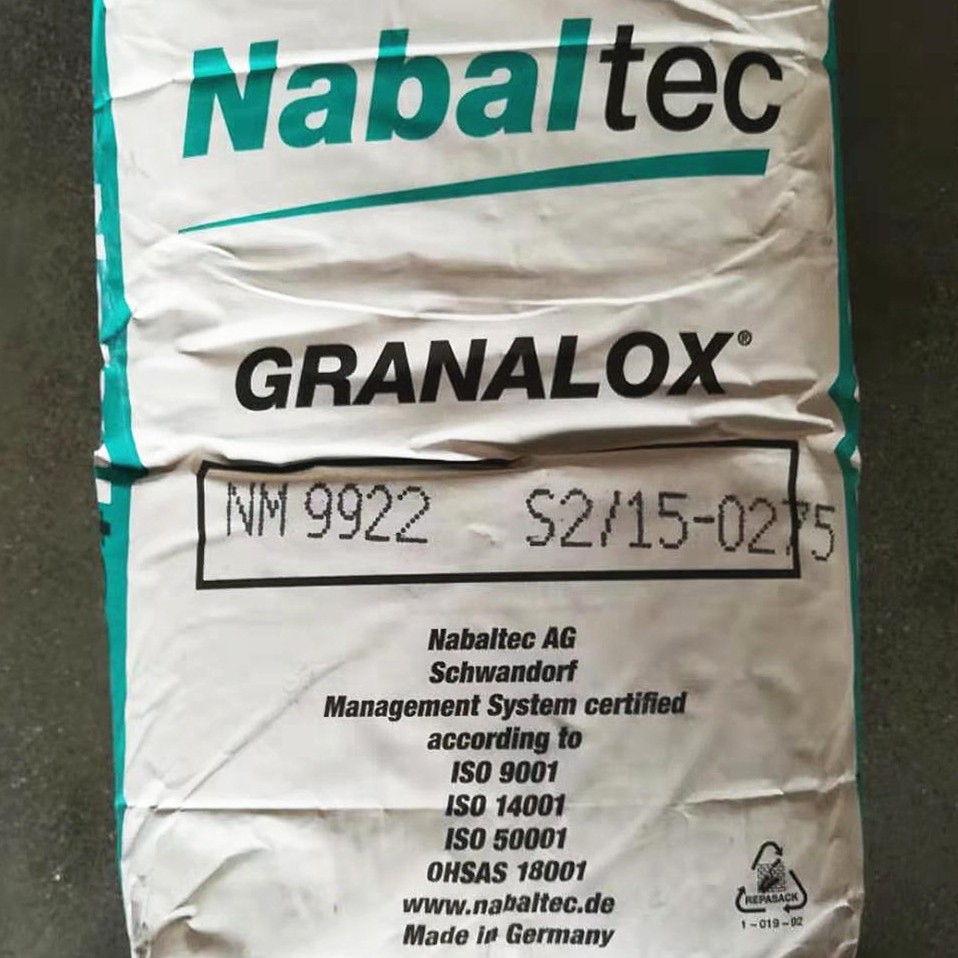 Nabaltec
GRANALOX®
NM 9922 S2/15-0275
Nabaltec AG
Schwandorf
Management System certified
according to
ISO 9001
ISO 14001
ISO 50001
OHSAS 18001
www.nabaltec.de
Made in Germany
REPASACK
1-019-92